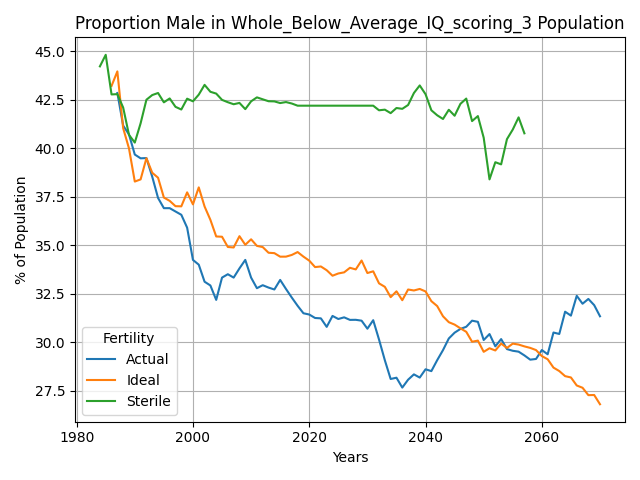 Proportion Male in Whole_Below_Average_IQ_scoring_3 Population
45.0
42.5
40.0
37.5
35.0
32.5
30.0
27.5
% of Population
Fertility
Actual
Ideal
Sterile
1980
2000
2020
2040
2060
Years